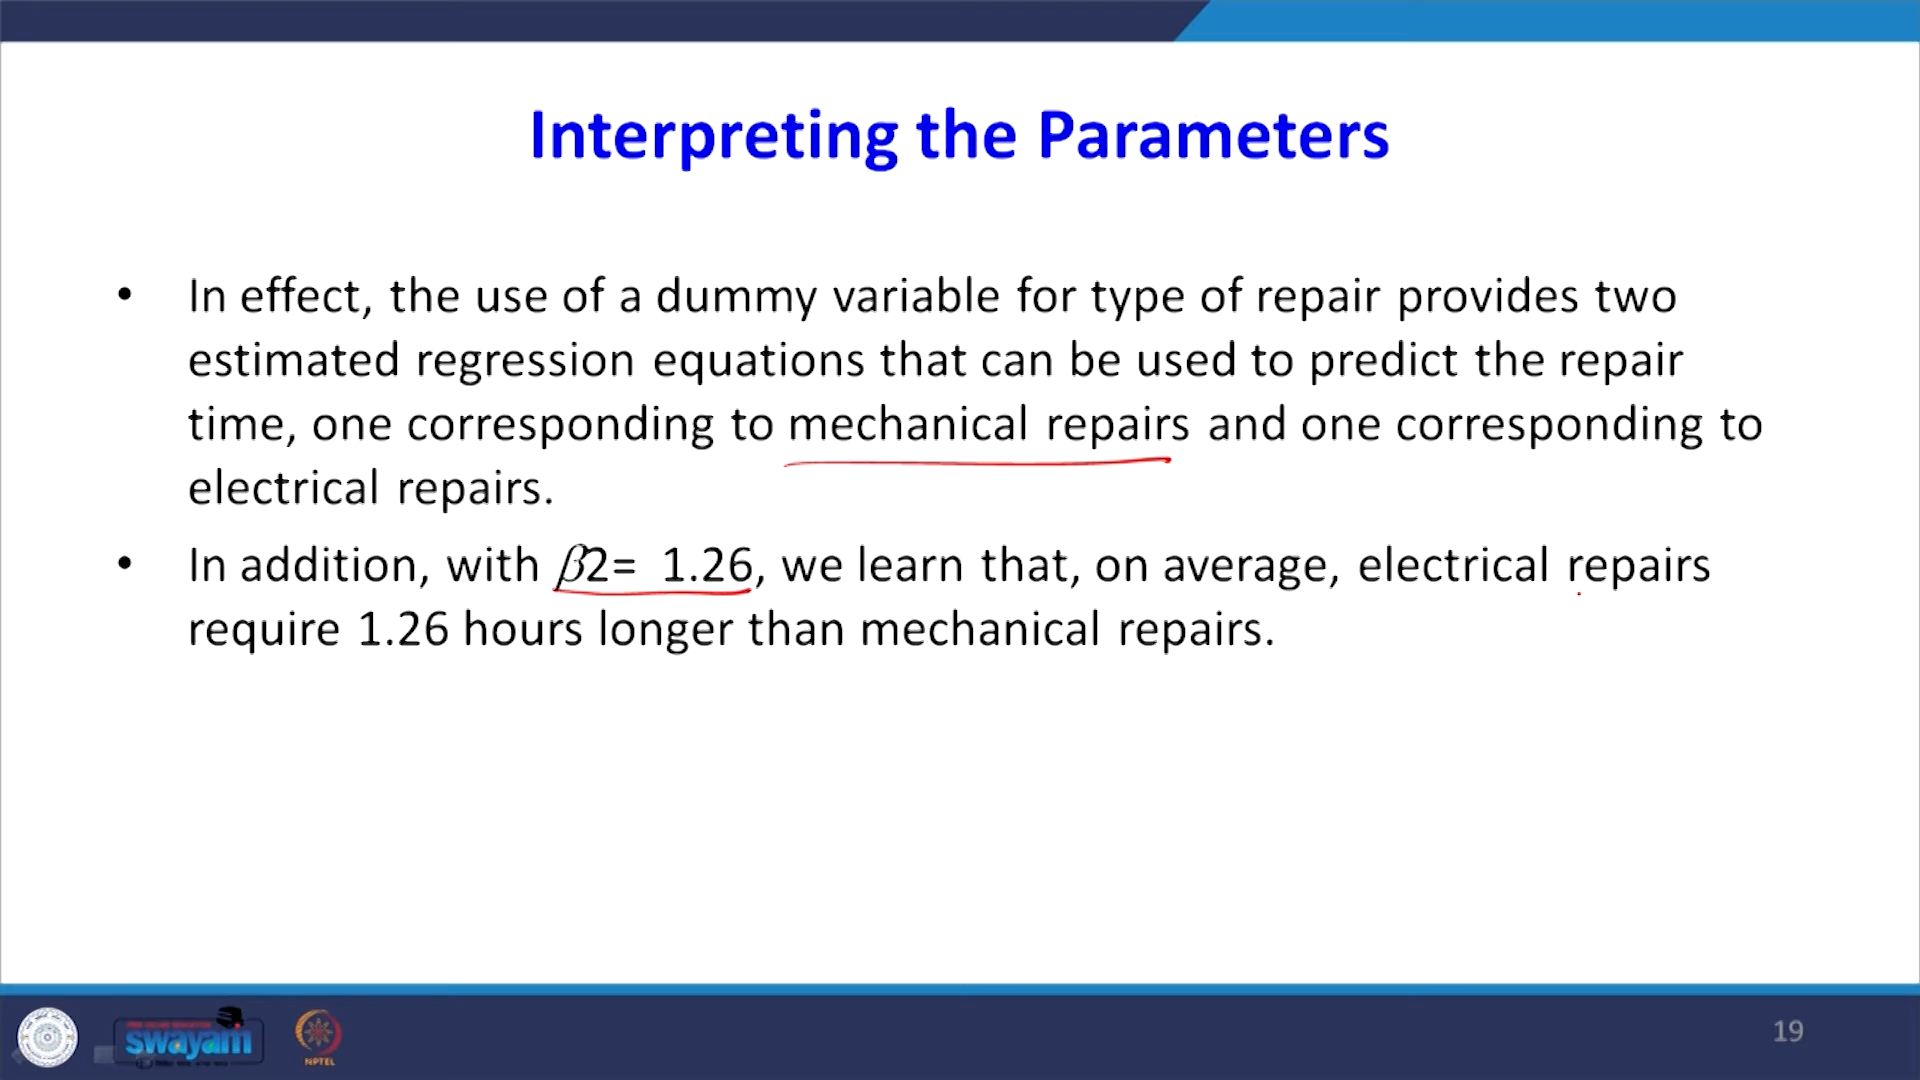 Interpreting the Parameters
• In effect, the use of a dummy variable for type of repair provides two
estimated regression equations that can be used to predict the repair
time, one corresponding to mechanical repairs and one corresponding to
electrical repairs.
• In addition, with β2= 1.26, we learn that, on average, electrical repairs
require 1.26 hours longer than mechanical repairs.
swayam
NPTEL
19